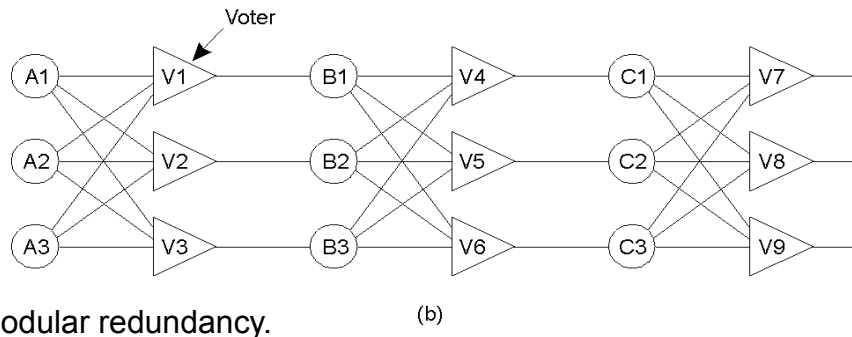 Voter
A1 V1 B1 V4 C1 V7
A2 V2 B2 V5 C2 V8
A3 V3 B3 V6 C3 V9
(b)
odular redundancy.